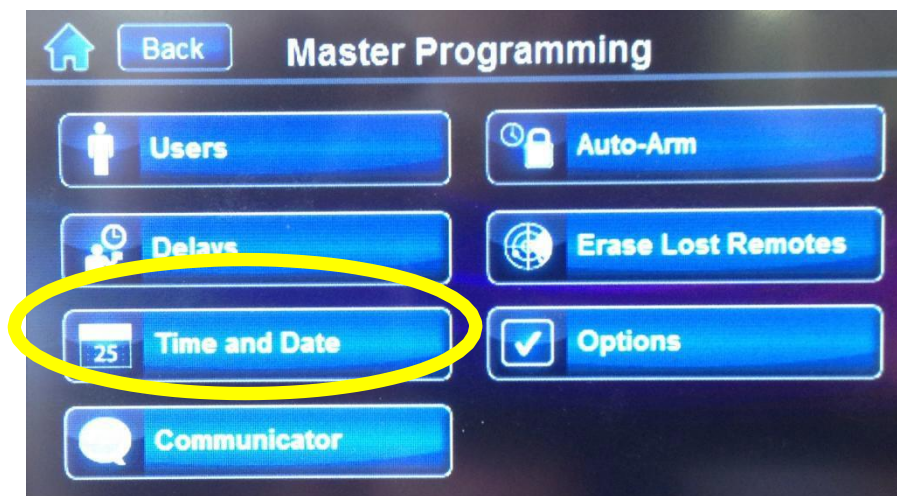 Back
Master Programming
Users
Auto-Arm
Delays
Erase Lost Remotes
25
Time and Date
Options
Communicator